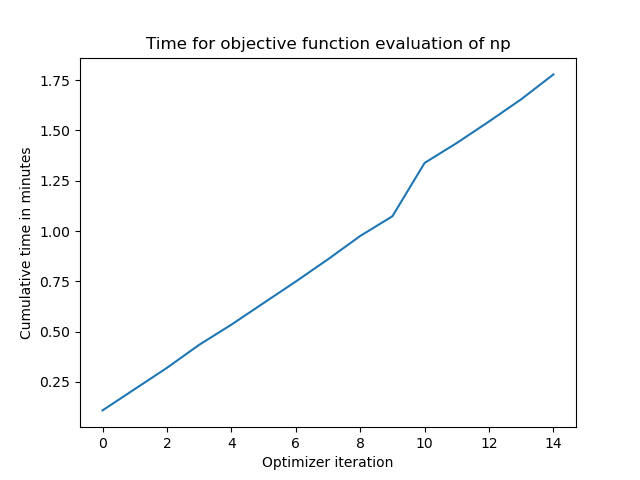 Time for objective function evaluation of np
Cumulative time in minutes
1.75
1.50
1.25
1.00
0.75
0.50
0.25
0 2 4 6 8 10 12 14
Optimizer iteration